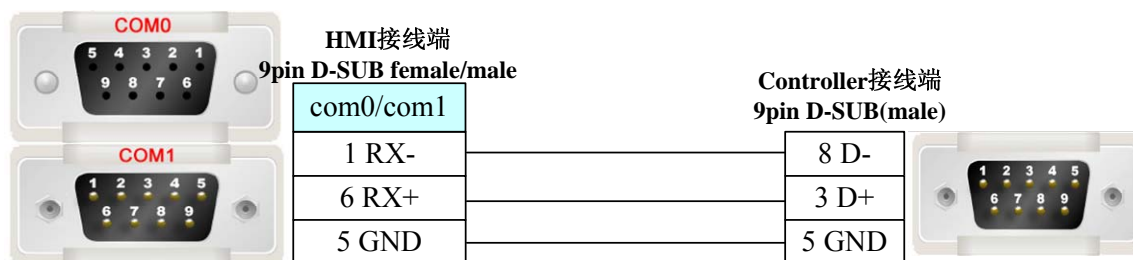 COM0
5 4 3 2 1
9 8 7 6
COM1
1 2 3 4 5
6 7 8 9
HMI接线端
9pin D-SUB female/male
com0/com1
1 RX-
6 RX+
5 GND
Controller接线端
9pin D-SUB(male)
8 D-
3 D+
5 GND
1 2 3 4 5
6 7 8 9